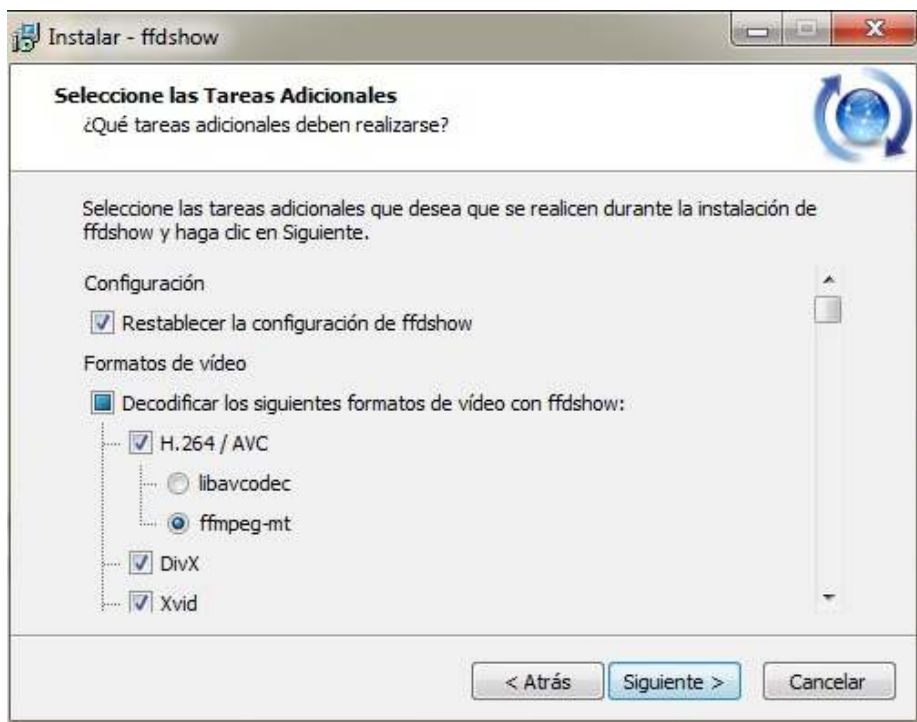 Instalar - ffdshow
Seleccione las Tareas Adicionales
¿Qué tareas adicionales deben realizarse?
Seleccione las tareas adicionales que desea que se realicen durante la instalación de
ffdshow y haga clic en Siguiente.
Configuración
Restablecer la configuración de ffdshow
Formatos de vídeo
Decodificar los siguientes formatos de vídeo con ffdshow:
H.264 / AVC
libavcodec
ffmpeg-mt
DivX
Xvid
< Atrás
Siguiente >
Cancelar